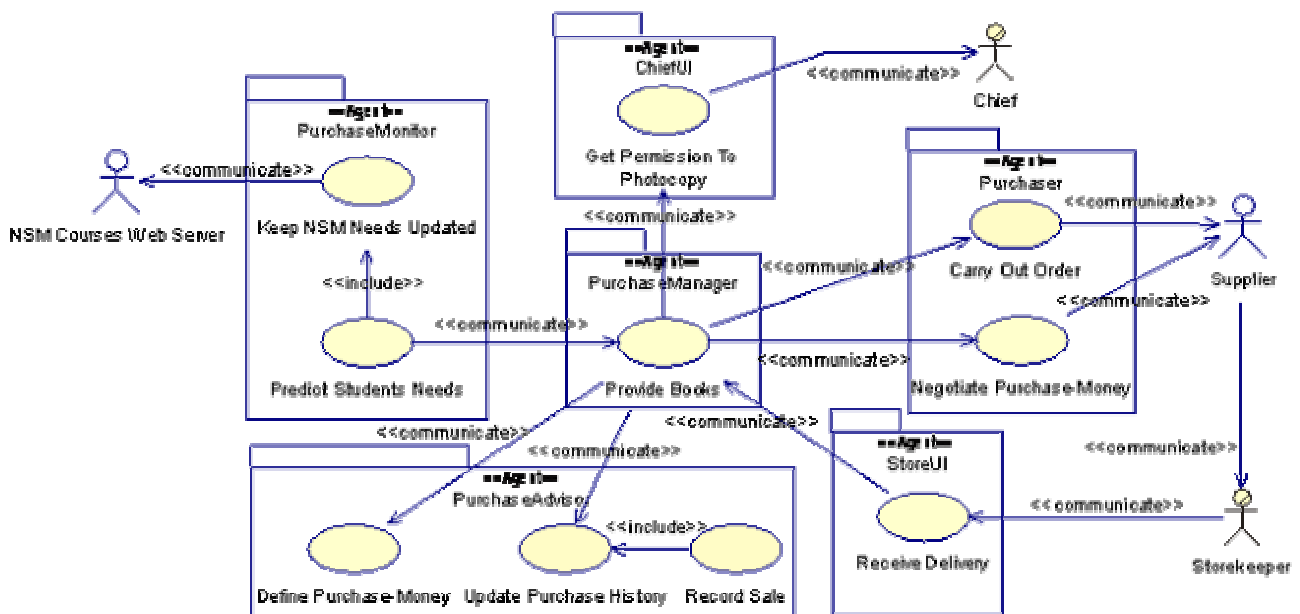 <<Agent>>
ChiefUI
<<communicate>>
Chief
Get Permission To
Photocopy
<<Agent>>
PurchaseMonitor
<<communicate>>
NSM Courses Web Server
Keep NSM Needs Updated
<<include>>
Predict Students Needs
<<communicate>>
<<communicate>>
<<Agent>>
PurchaseManager
Provide Books
<<communicate>>
<<communicate>>
<<Agent>>
Purchaser
<<communicate>>
Carry Out Order
Supplier
<<communicate>>
Negotiate Purchase-Money
<<communicate>>
<<communicate>>
<<communicate>>
<<Agent>>
StoreUI
<<communicate>>
Receive Delivery
Storekeeper
<<Agent>>
PurchaseAdvisor
<<include>>
Define Purchase-Money
Update Purchase History
Record Sale